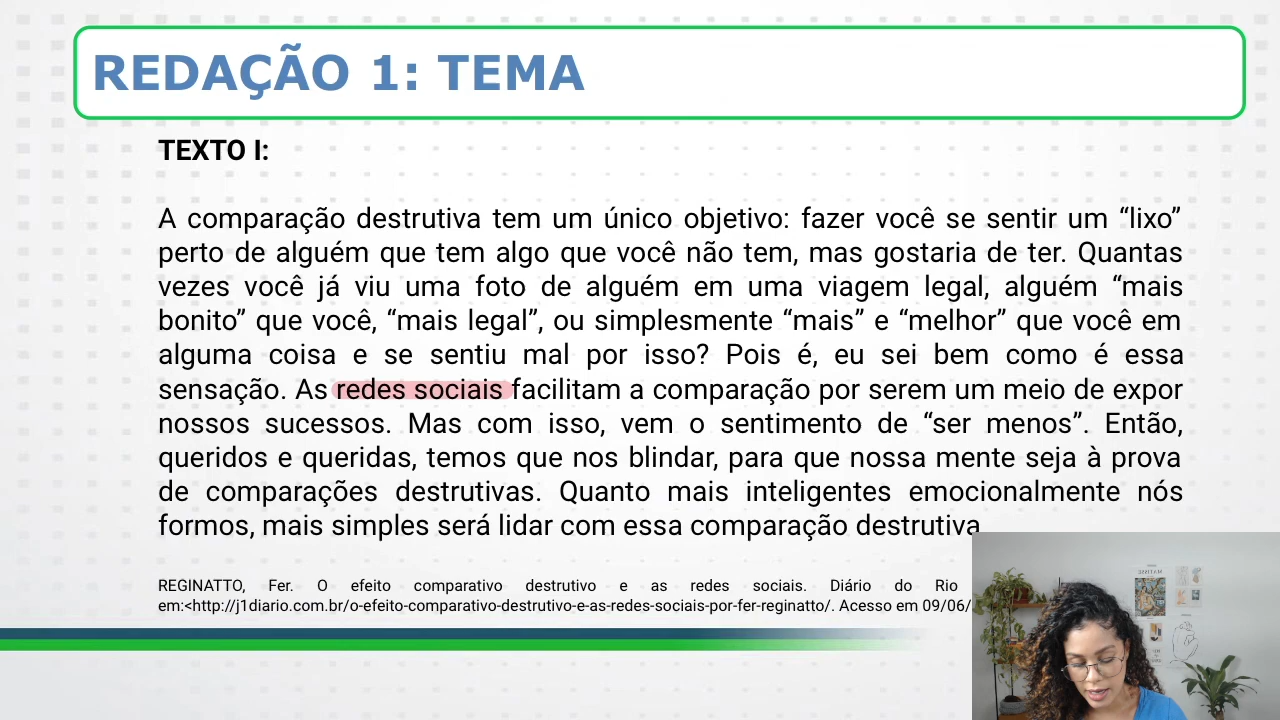 REDAÇÃO 1: TEMA
TEXTO I:
A comparação destrutiva tem um único objetivo: fazer você se sentir um “lixo”
perto de alguém que tem algo que você não tem, mas gostaria de ter. Quantas
vezes você já viu uma foto de alguém em uma viagem legal, alguém “mais
bonito” que você, “mais legal”, ou simplesmente “mais” e “melhor” que você em
alguma coisa e se sentiu mal por isso? Pois é, eu sei bem como é essa
sensação. As redes sociais facilitam a comparação por serem um meio de expor
nossos sucessos. Mas com isso, vem o sentimento de “ser menos”. Então,
queridos e queridas, temos que nos blindar, para que nossa mente seja à prova
de comparações destrutivas. Quanto mais inteligentes emocionalmente nós
formos, mais simples será lidar com essa comparação destrutiva
REGINATTO, Fer. O efeito comparativo destrutivo e as redes sociais. Diário do Rio
em:<http://j1diario.com.br/o-efeito-comparativo-destrutivo-e-as-redes-sociais-por-fer-reginatto/. Acesso em 09/06/